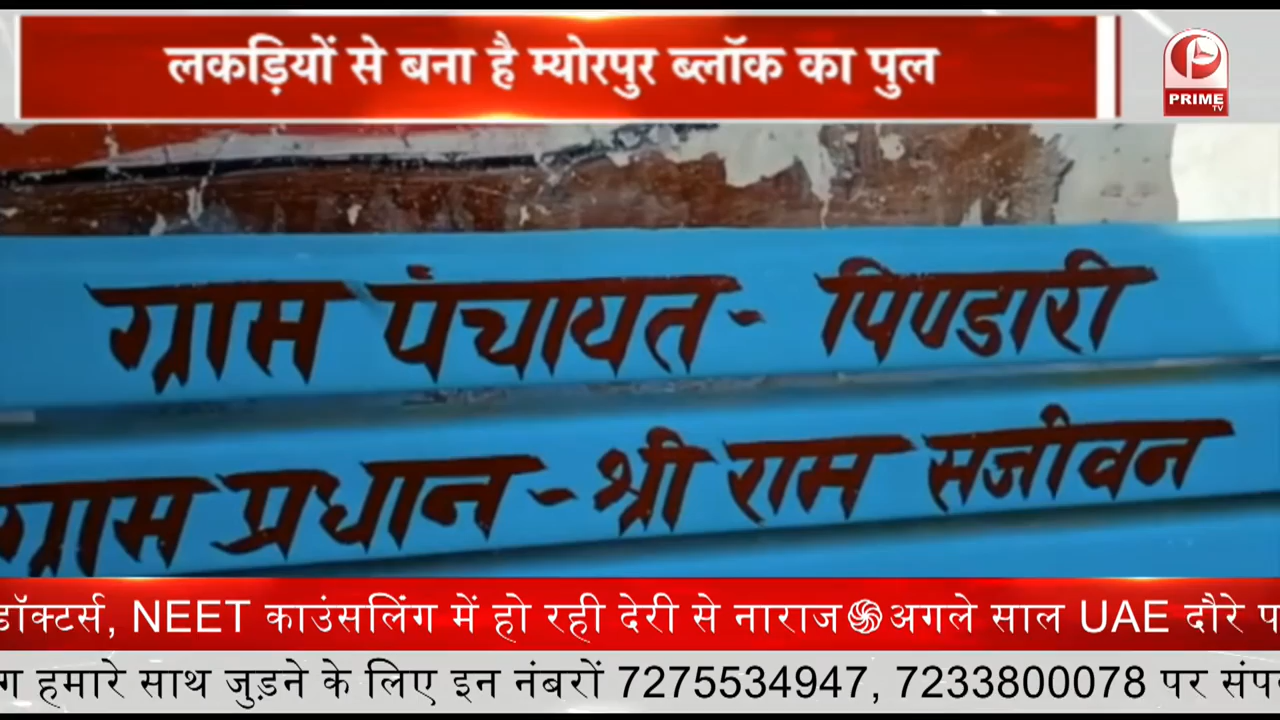 लकड़ियों से बना है म्योरपुर ब्लॉक का पुल
PRIME
TV
ग्राम पंचायत - पिण्डारी
ग्राम प्रधान - श्री राम सजीवन
डॉक्टर्स, NEET काउंसलिंग में हो रही देरी से नाराज अगले साल UAE दौरे
हमारे साथ जुड़ने के लिए इन नंबरों 7275534947, 7233800078 पर